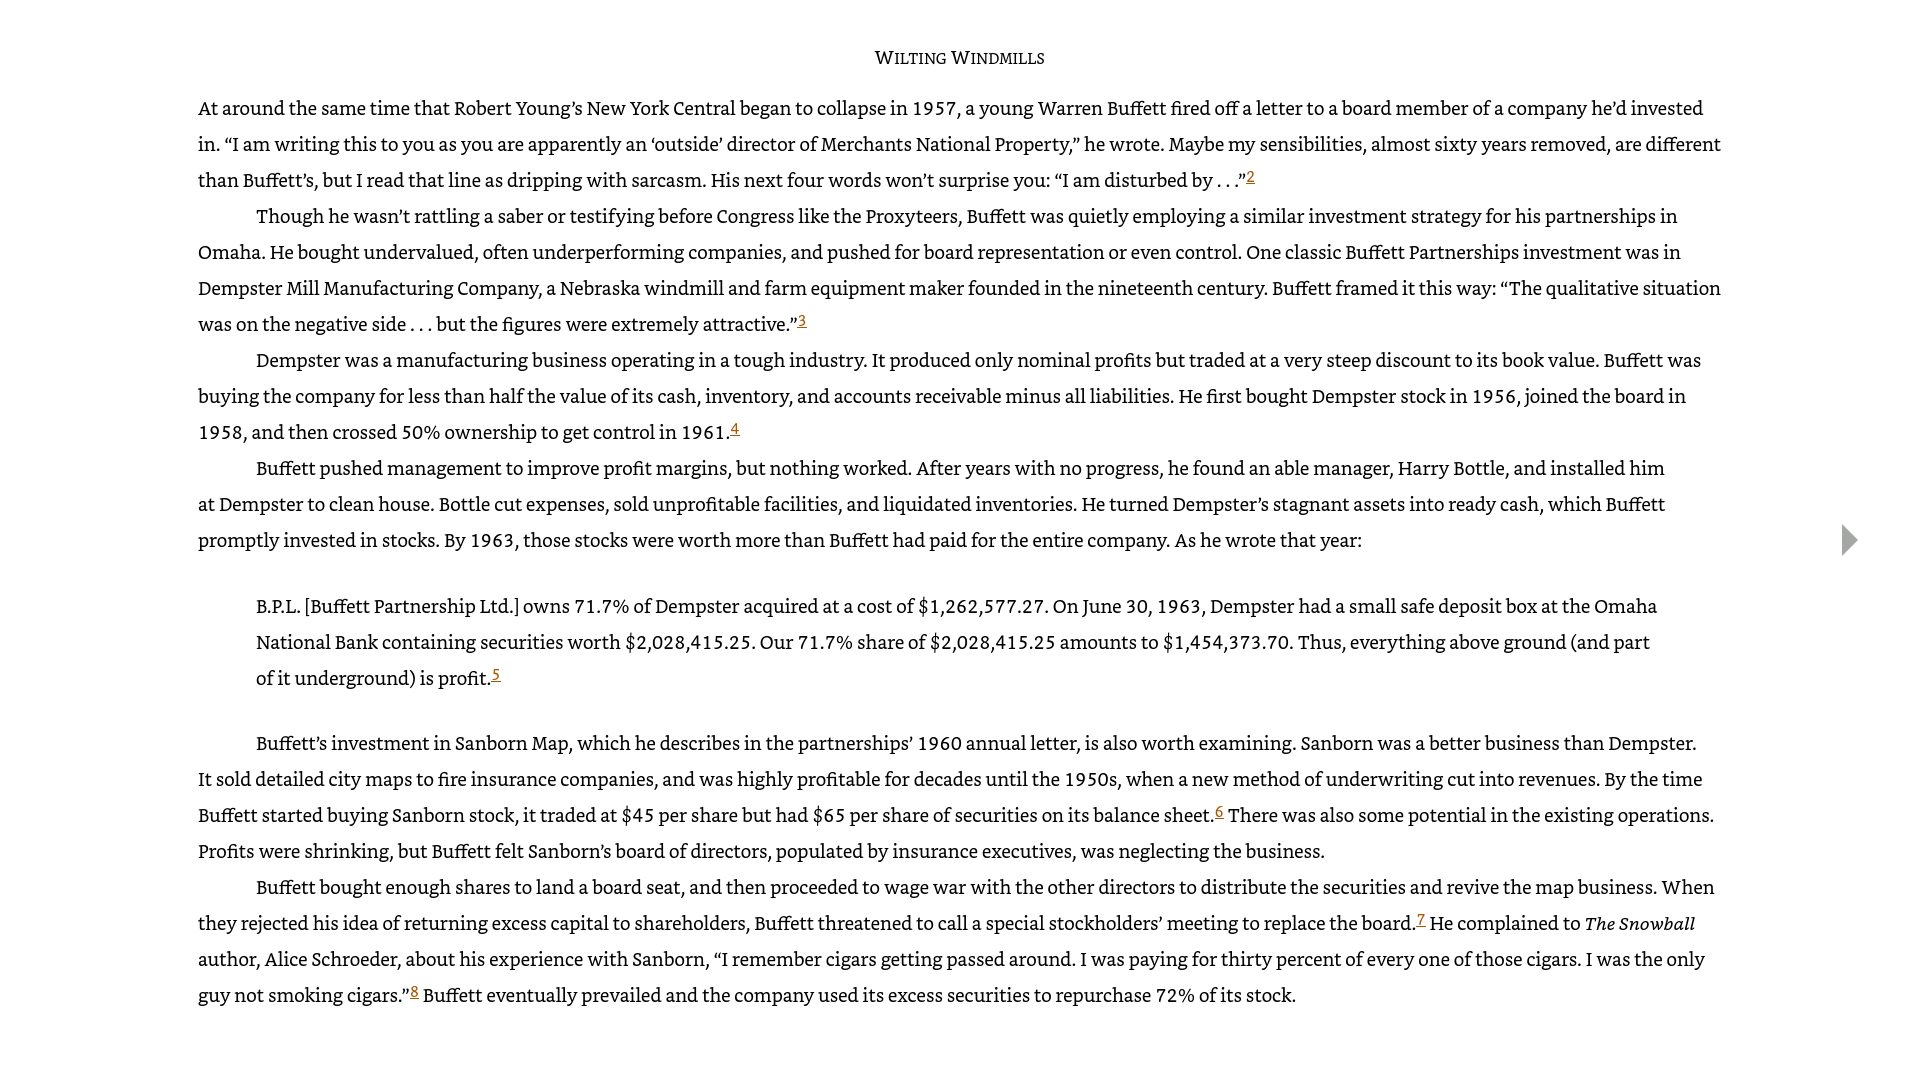 WILTING WINDMILLS
At around the same time that Robert Young’s New York Central began to collapse in 1957, a young Warren Buffett fired off a letter to a board member of a company he’d invested
in. “I am writing this to you as you are apparently an ‘outside’ director of Merchants National Property,” he wrote. Maybe my sensibilities, almost sixty years removed, are different
than Buffett’s, but I read that line as dripping with sarcasm. His next four words won’t surprise you: “I am disturbed by . . .”2
Though he wasn’t rattling a saber or testifying before Congress like the Proxyteers, Buffett was quietly employing a similar investment strategy for his partnerships in
Omaha. He bought undervalued, often underperforming companies, and pushed for board representation or even control. One classic Buffett Partnerships investment was in
Dempster Mill Manufacturing Company, a Nebraska windmill and farm equipment maker founded in the nineteenth century. Buffett framed it this way: “The qualitative situation
was on the negative side . . . but the figures were extremely attractive.”3
Dempster was a manufacturing business operating in a tough industry. It produced only nominal profits but traded at a very steep discount to its book value. Buffett was
buying the company for less than half the value of its cash, inventory, and accounts receivable minus all liabilities. He first bought Dempster stock in 1956, joined the board in
1958, and then crossed 50% ownership to get control in 1961.4
Buffett pushed management to improve profit margins, but nothing worked. After years with no progress, he found an able manager, Harry Bottle, and installed him
at Dempster to clean house. Bottle cut expenses, sold unprofitable facilities, and liquidated inventories. He turned Dempster’s stagnant assets into ready cash, which Buffett
promptly invested in stocks. By 1963, those stocks were worth more than Buffett had paid for the entire company. As he wrote that year:
B.P.L. [Buffett Partnership Ltd.] owns 71.7% of Dempster acquired at a cost of $1,262,577.27. On June 30, 1963, Dempster had a small safe deposit box at the Omaha
National Bank containing securities worth $2,028,415.25. Our 71.7% share of $2,028,415.25 amounts to $1,454,373.70. Thus, everything above ground (and part
of it underground) is profit.5
Buffett’s investment in Sanborn Map, which he describes in the partnerships’ 1960 annual letter, is also worth examining. Sanborn was a better business than Dempster.
It sold detailed city maps to fire insurance companies, and was highly profitable for decades until the 1950s, when a new method of underwriting cut into revenues. By the time
Buffett started buying Sanborn stock, it traded at $45 per share but had $65 per share of securities on its balance sheet.6 There was also some potential in the existing operations.
Profits were shrinking, but Buffett felt Sanborn’s board of directors, populated by insurance executives, was neglecting the business.
Buffett bought enough shares to land a board seat, and then proceeded to wage war with the other directors to distribute the securities and revive the map business. When
they rejected his idea of returning excess capital to shareholders, Buffett threatened to call a special stockholders’ meeting to replace the board.7 He complained to The Snowball
author, Alice Schroeder, about his experience with Sanborn, “I remember cigars getting passed around. I was paying for thirty percent of every one of those cigars. I was the only
guy not smoking cigars.”8 Buffett eventually prevailed and the company used its excess securities to repurchase 72% of its stock.